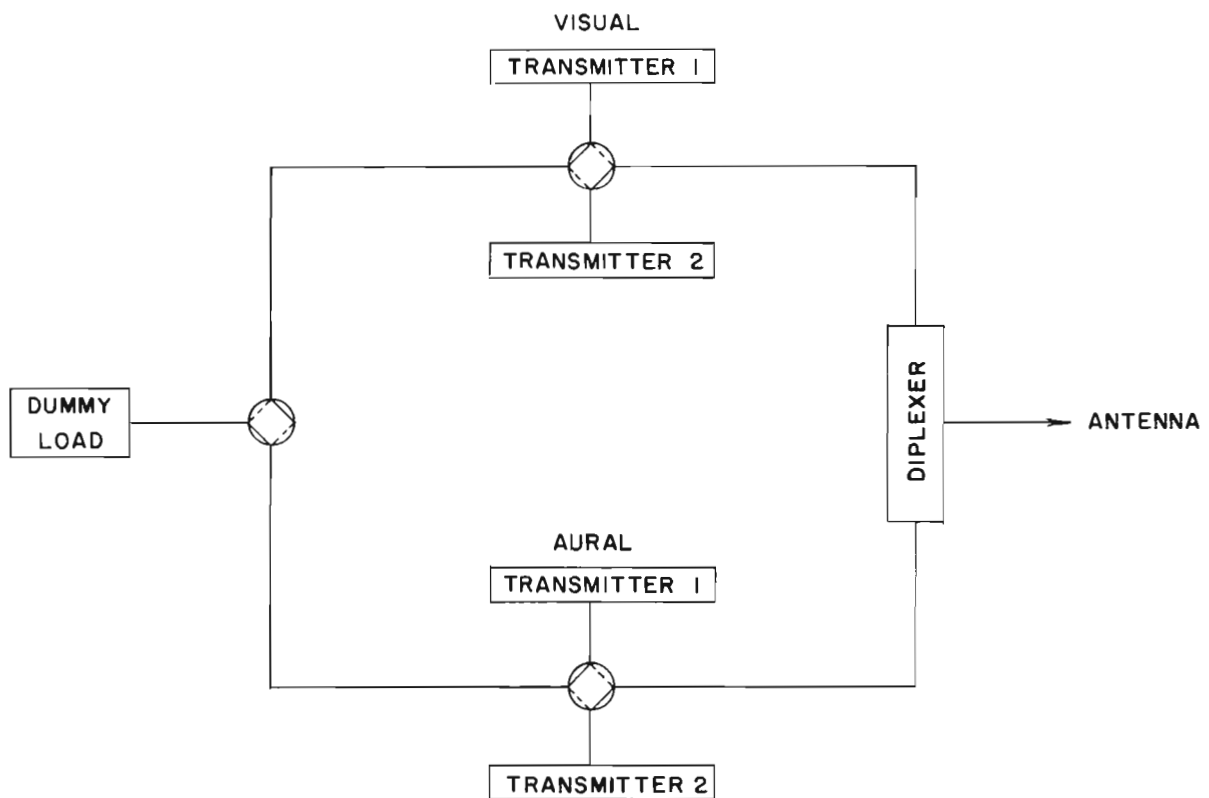 VISUAL
TRANSMITTER 1
TRANSMITTER 2
DUMMY
LOAD
DIPLEXER
ANTENNA
AURAL
TRANSMITTER 1
TRANSMITTER 2